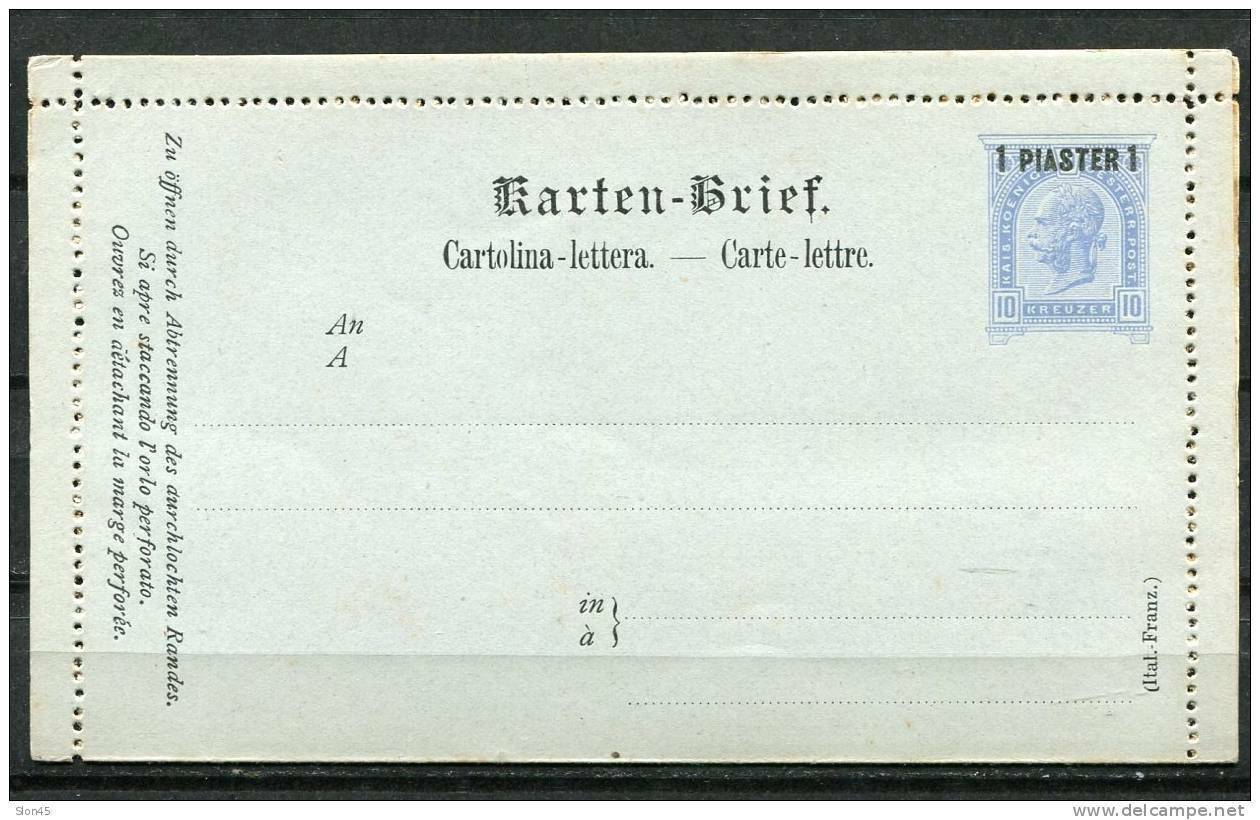 Karten-Brief.
Cartolina-lettera. — Carte-lettre.
1 PIASTER 1
KAIS. KOENIGL. OESTERR. POST.
10 KREUZER 10
An
A
in
à
Zu öffnen durch Abtrennung des durchlochten Randes.
Si apre staccando l'orlo perforato.
Ouvrez en détachant la marge perforée.
(Ital.-Franz.)
Slon45
delcampe.net